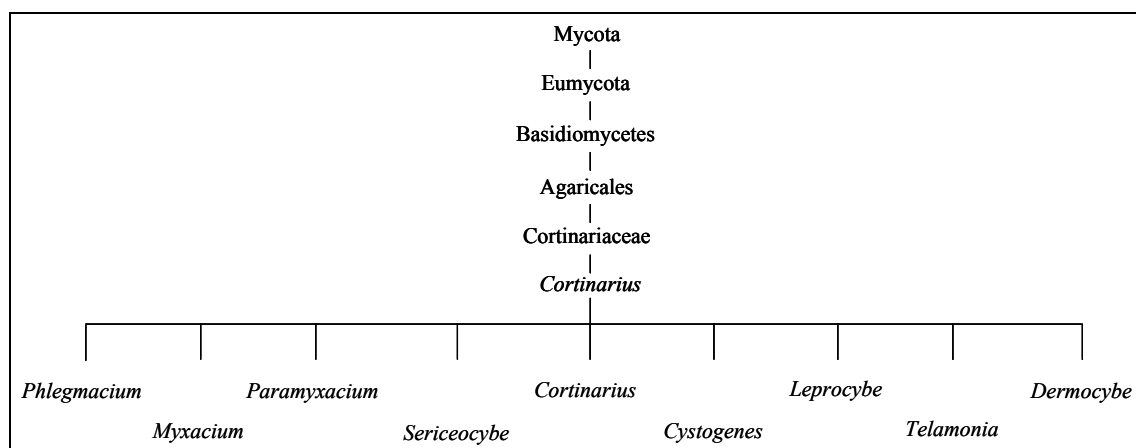 Mycota
Eumycota
Basidiomycetes
Agaricales
Cortinariaceae
Cortinarius
Phlegmacium Paramyxacium Cortinarius Leprocybe Dermocybe
Myxacium Sericeocybe Cystogenes Telamonia